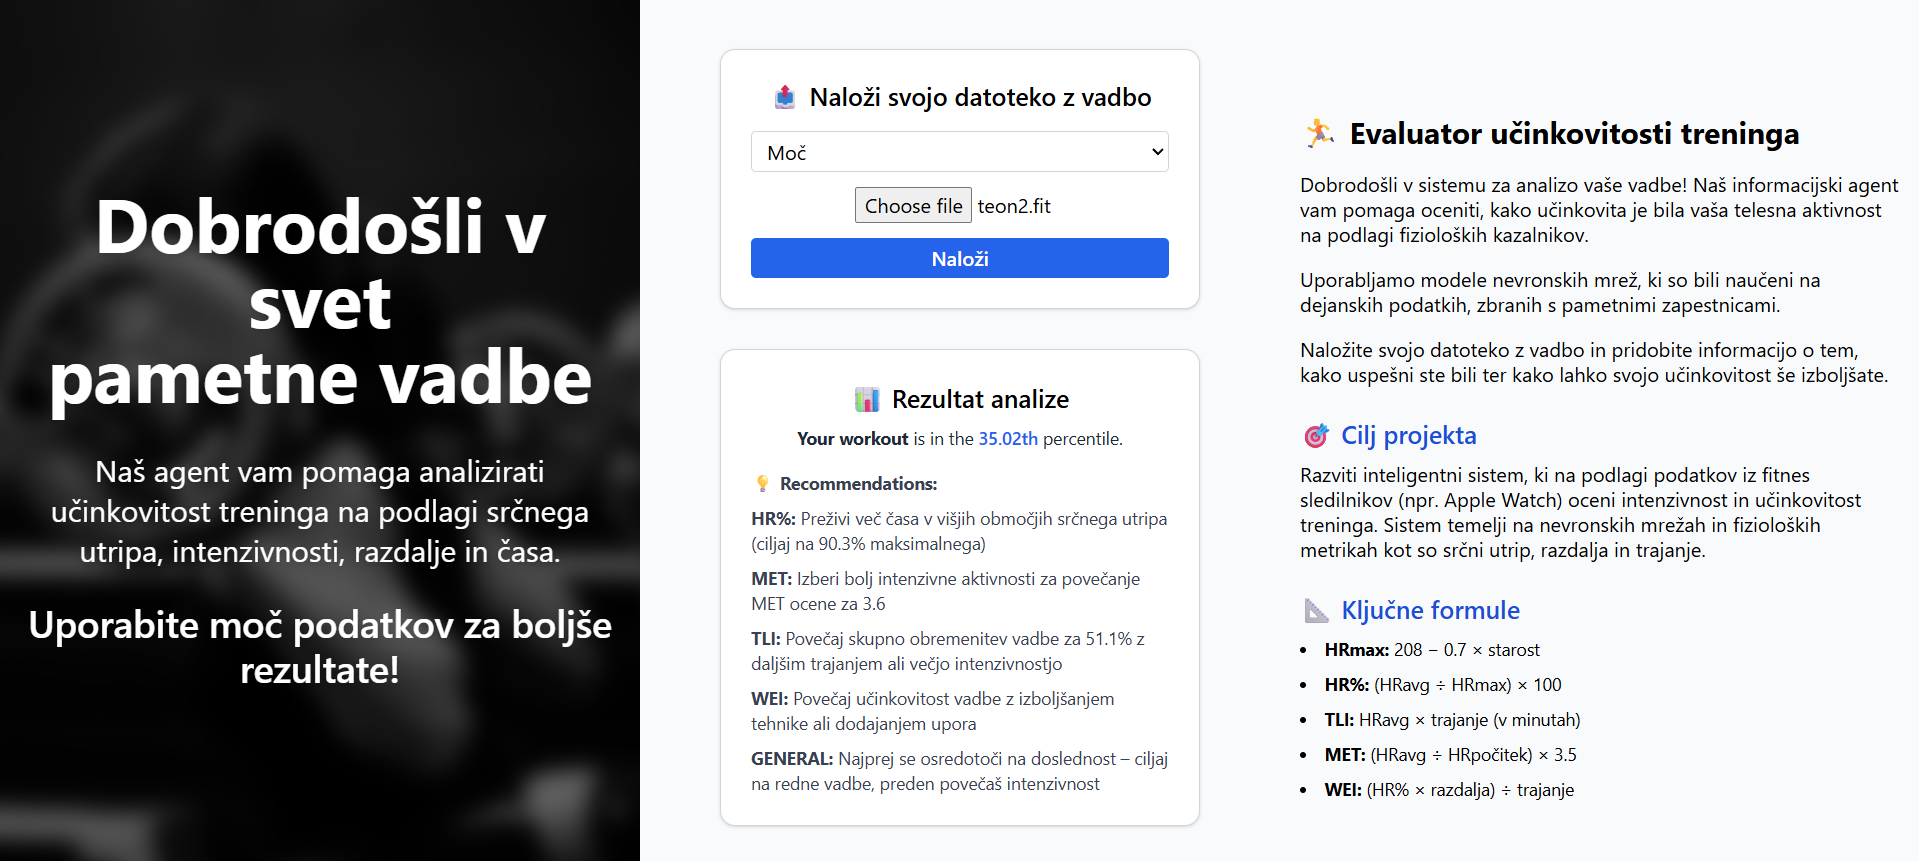 Dobrodošli v
svet
pametne vadbe
Naš agent vam pomaga analizirati
učinkovitost treninga na podlagi srčnega
utripa, intenzivnosti, razdalje in časa.
Uporabite moč podatkov za boljše
rezultate!
Naloži svojo datoteko z vadbo
Moč
Choose file teon2.fit
Naloži
Rezultat analize
Your workout is in the 35.02th percentile.
Recommendations:
HR%: Preživi več časa v višjih območjih srčnega utripa
(ciljaj na 90.3% maksimalnega)
MET: Izberi bolj intenzivne aktivnosti za povečanje
MET ocene za 3.6
TLI: Povečaj skupno obremenitev vadbe za 51.1% z
daljšim trajanjem ali večjo intenzivnostjo
WEI: Povečaj učinkovitost vadbe z izboljšanjem
tehnike ali dodajanjem upora
GENERAL: Najprej se osredotoči na doslednost – ciljaj
na redne vadbe, preden povečaš intenzivnost
Evaluator učinkovitosti treninga
Dobrodošli v sistemu za analizo vaše vadbe! Naš informacijski agent
vam pomaga oceniti, kako učinkovita je bila vaša telesna aktivnost
na podlagi fizioloških kazalnikov.
Uporabljamo modele nevronskih mrež, ki so bili naučeni na
dejanskih podatkih, zbranih s pametnimi zapestnicami.
Naložite svojo datoteko z vadbo in pridobite informacijo o tem,
kako uspešni ste bili ter kako lahko svojo učinkovitost še izboljšate.
Cilj projekta
Razviti inteligentni sistem, ki na podlagi podatkov iz fitnes
sledilnikov (npr. Apple Watch) oceni intenzivnost in učinkovitost
treninga. Sistem temelji na nevronskih mrežah in fizioloških
metrikah kot so srčni utrip, razdalja in trajanje.
Ključne formule
• HRmax: 208 − 0.7 × starost
• HR%: (HRavg ÷ HRmax) × 100
• TLI: HRavg × trajanje (v minutah)
• MET: (HRavg ÷ HRpočitek) × 3.5
• WEI: (HR% × razdalja) ÷ trajanje